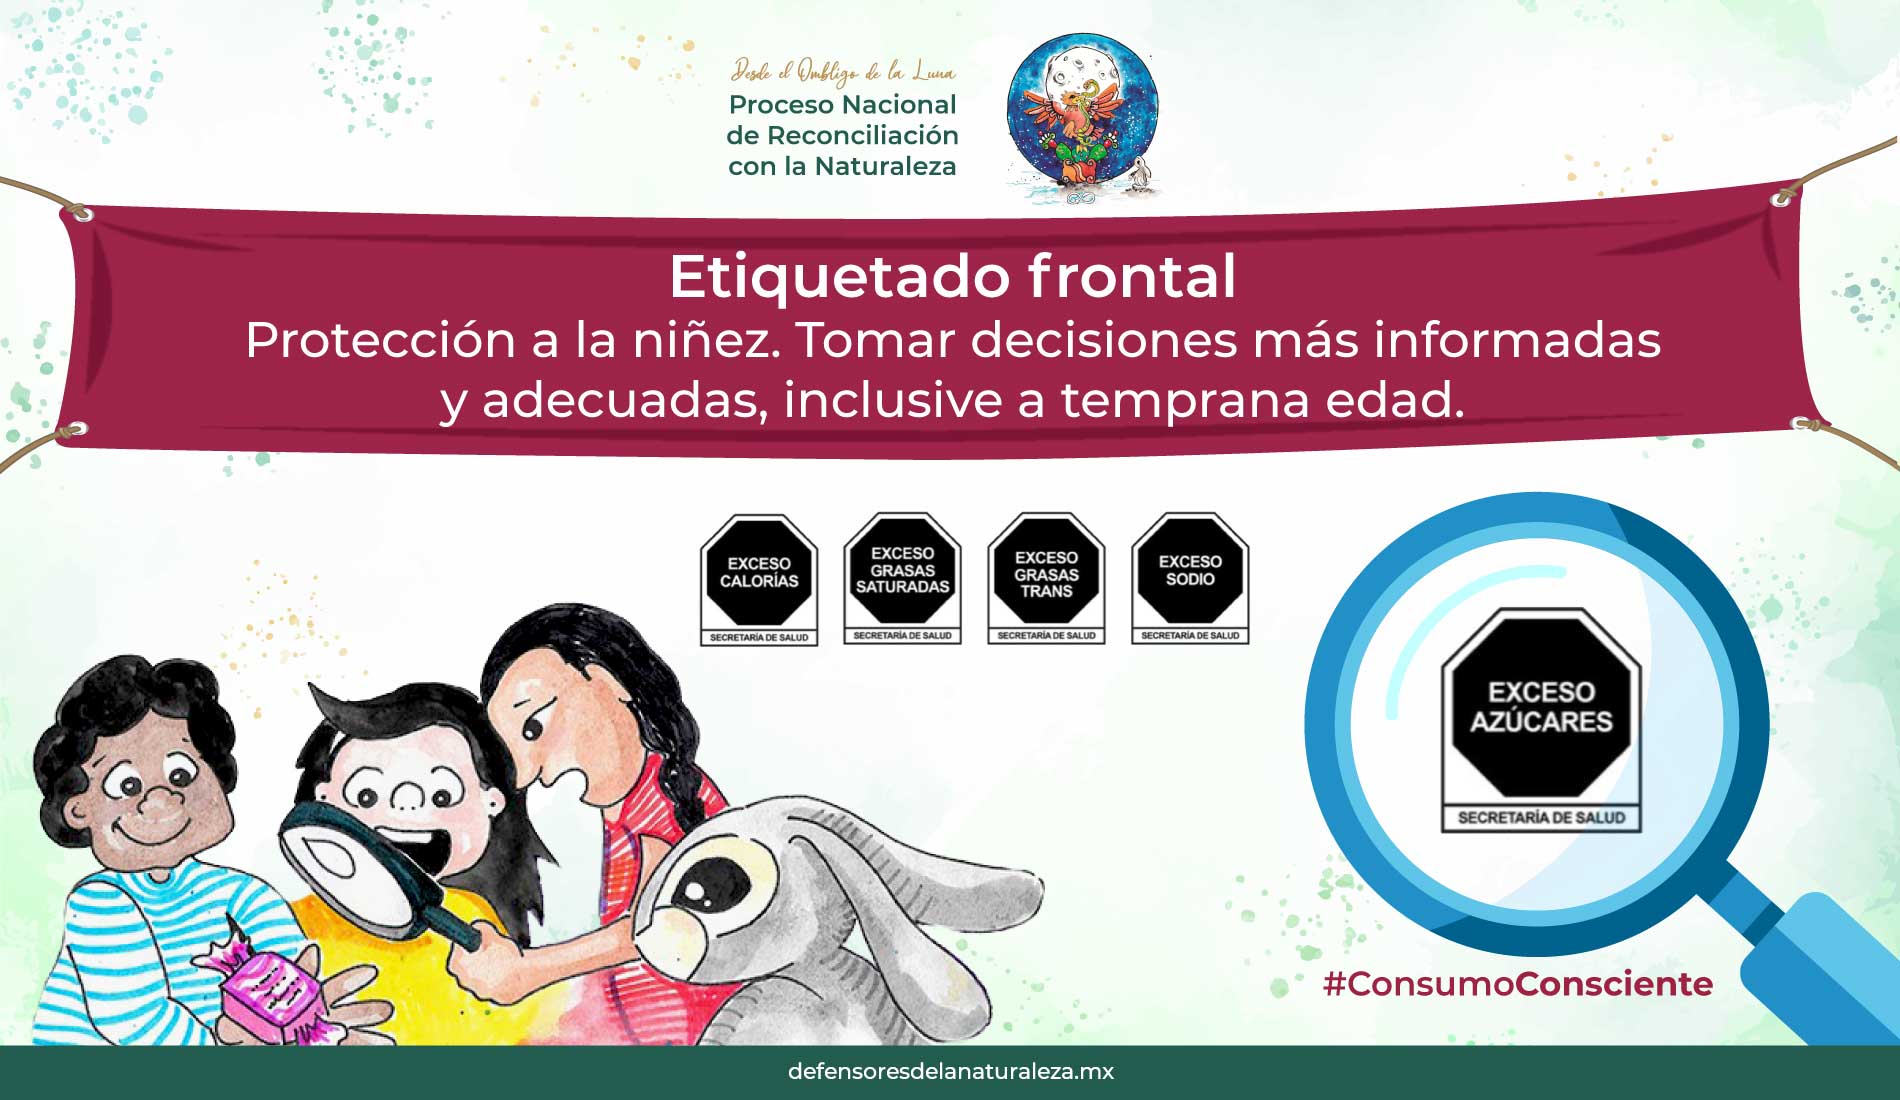 Desde el Ombligo de la Luna
Proceso Nacional
de Reconciliación
con la Naturaleza
Etiquetado frontal
Protección a la niñez. Tomar decisiones más informadas
y adecuadas, inclusive a temprana edad.
EXCESO
CALORÍAS
SECRETARÍA DE SALUD
EXCESO
GRASAS
SATURADAS
SECRETARÍA DE SALUD
EXCESO
GRASAS
TRANS
SECRETARÍA DE SALUD
EXCESO
SODIO
SECRETARÍA DE SALUD
EXCESO
AZÚCARES
SECRETARÍA DE SALUD
#ConsumoConsciente
defensoresdelanaturaleza.mx